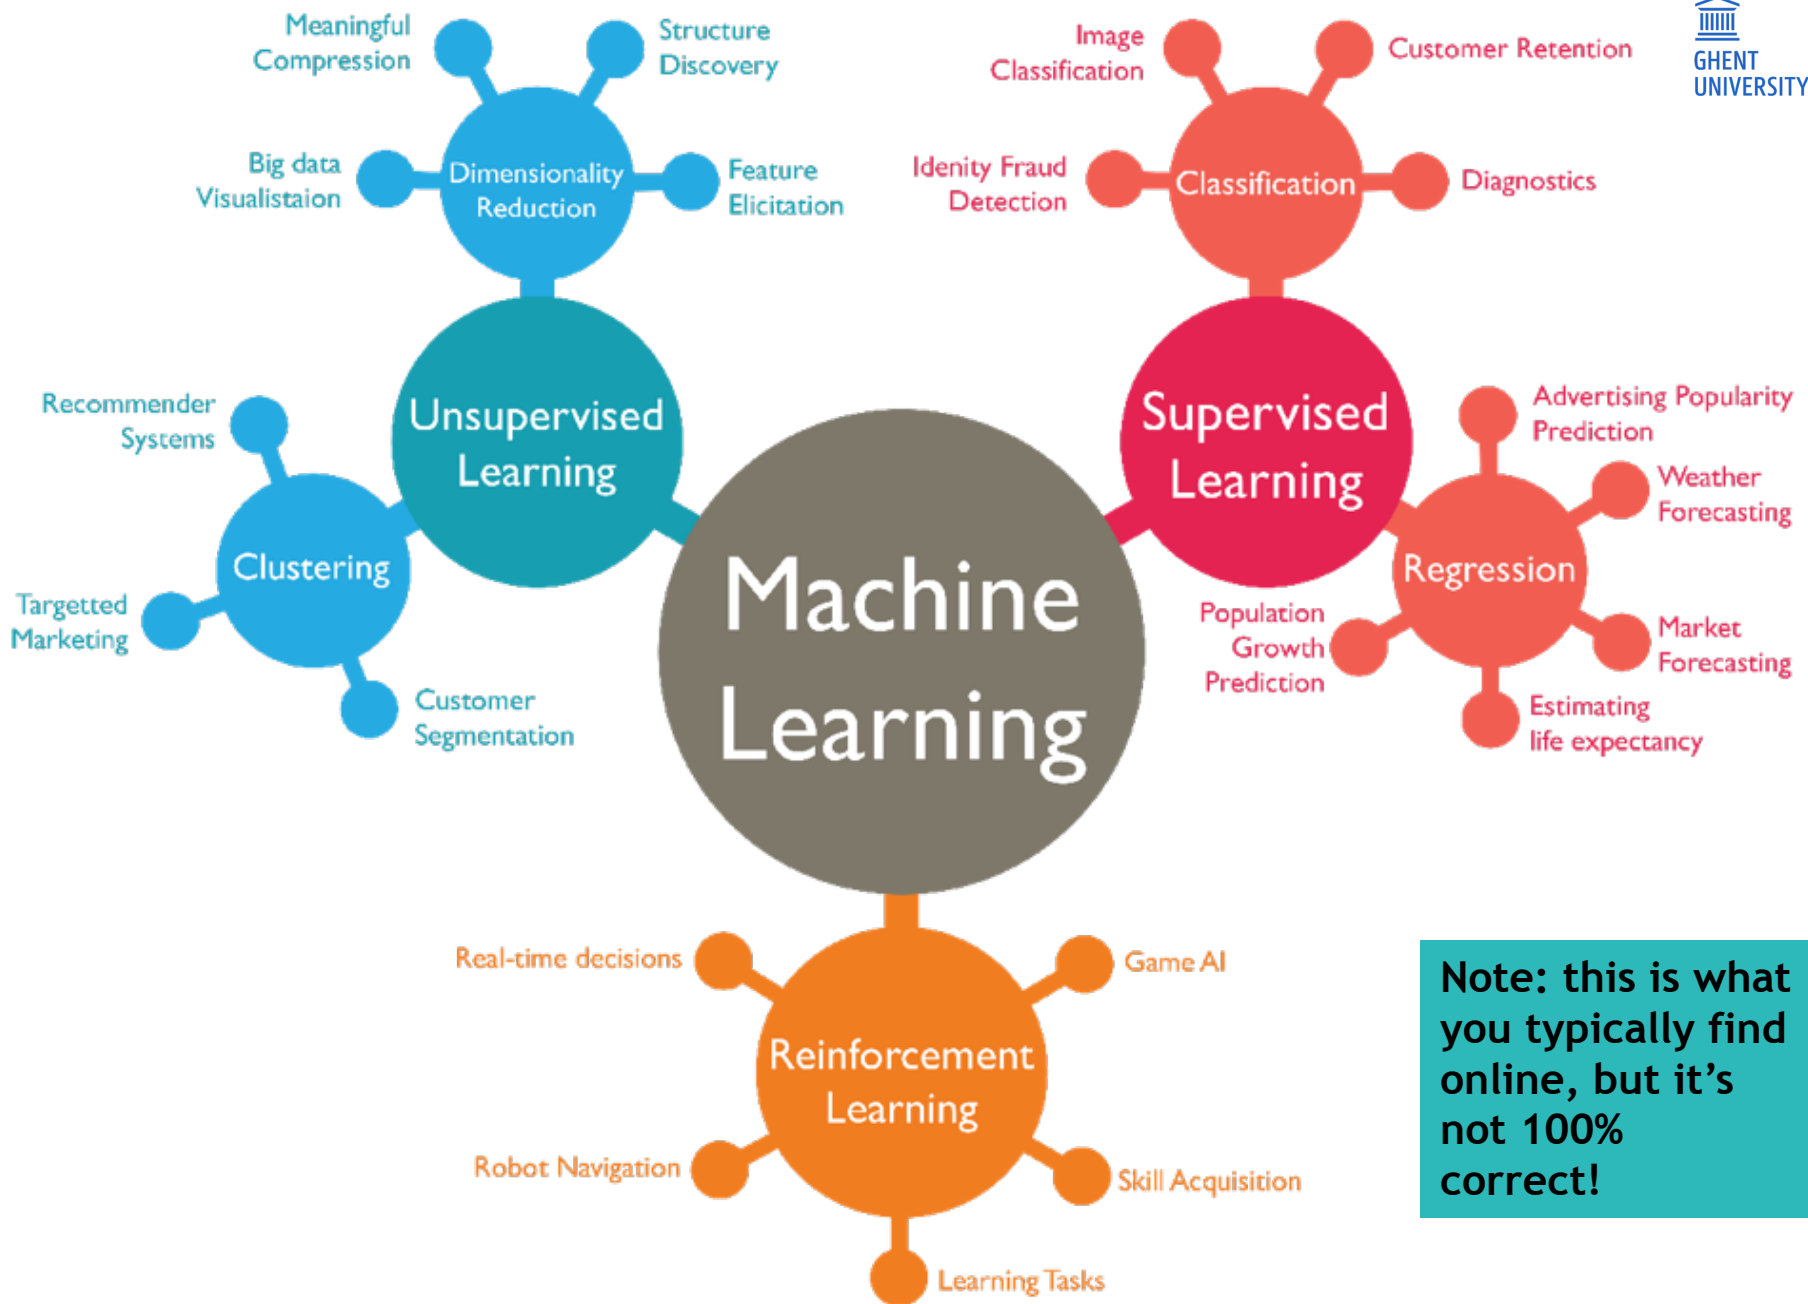 Meaningful
Compression
Structure
Discovery
Big data
Visualistaion
Dimensionality
Reduction
Feature
Elicitation
Image
Classification
Customer Retention
GHENT
UNIVERSITY
Idenity Fraud
Detection
Classification
Diagnostics
Recommender
Systems
Unsupervised
Learning
Clustering
Targetted
Marketing
Customer
Segmentation
Machine
Learning
Supervised
Learning
Advertising Popularity
Prediction
Weather
Forecasting
Regression
Population
Growth
Prediction
Market
Forecasting
Estimating
life expectancy
Real-time decisions
Game AI
Reinforcement
Learning
Robot Navigation
Skill Acquisition
Learning Tasks
Note: this is what
you typically find
online, but it’s
not 100%
correct!